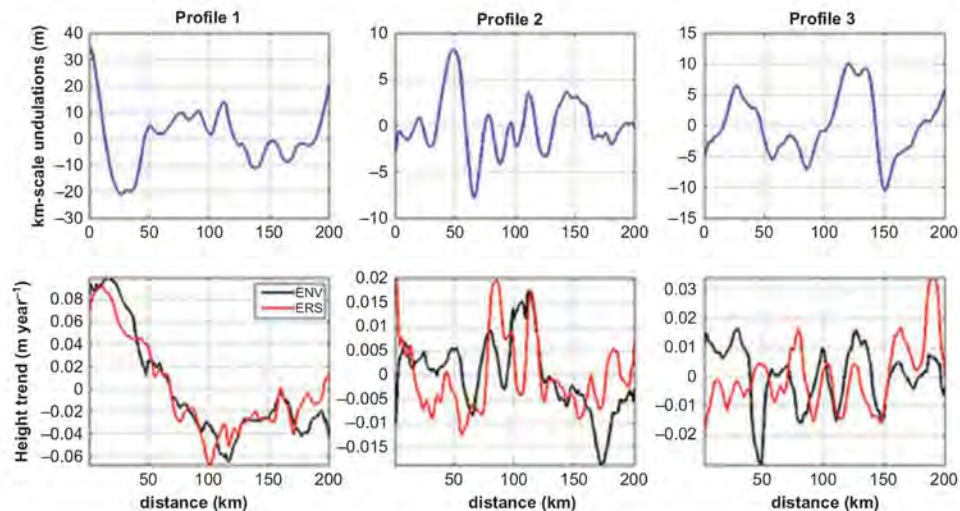 Profile 1 Profile 2 Profile 3
km-scale undulations (m)
40 30 20 10 0 –10 –20 –30
0 50 100 150 200
10 5 0 –5 –10
0 50 100 150 200
15 10 5 0 –5 –10 –15
0 50 100 150 200
Height trend (m year⁻¹)
0.08 0.06 0.04 0.02 0 –0.02 –0.04 –0.06
ENV
ERS
0 50 100 150 200
distance (km)
0.02 0.015 0.01 0.005 0 –0.005 –0.01 –0.015
0 50 100 150 200
distance (km)
0.03 0.02 0.01 0 –0.01 –0.02
0 50 100 150 200
distance (km)